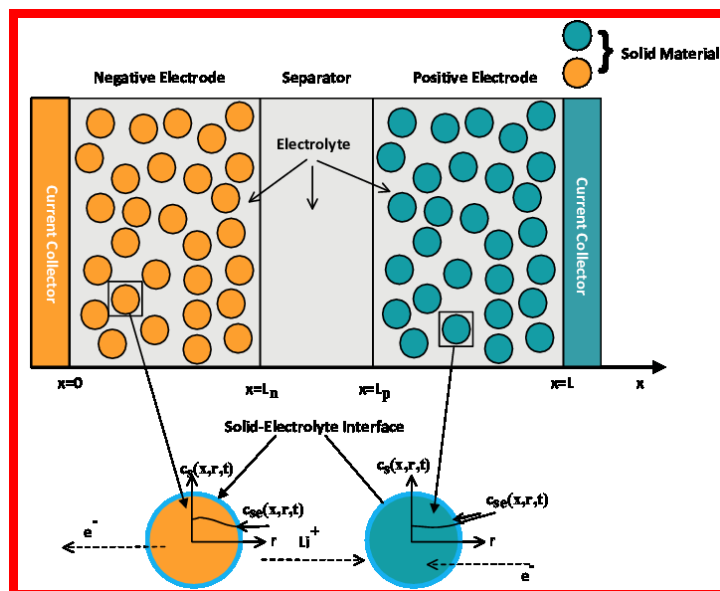 Solid Material
Negative Electrode
Separator
Positive Electrode
Electrolyte
Current Collector
Current Collector
x=0
x=Lₙ
x=Lₚ
x=L
x
Solid-Electrolyte Interface
cₛ(x,r,t)
cₛ(x,r,t)
cₛₑ(x,r,t)
cₛₑ(x,r,t)
e⁻
r
Li⁺
r
e⁻